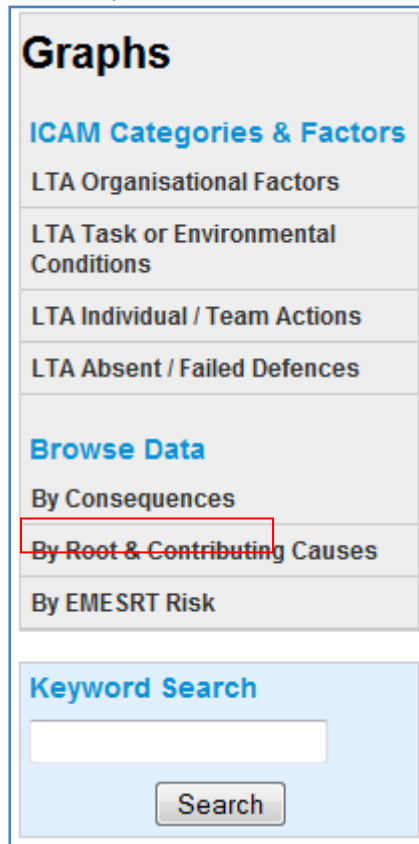 Graphs
ICAM Categories & Factors
LTA Organisational Factors
LTA Task or Environmental
Conditions
LTA Individual / Team Actions
LTA Absent / Failed Defences
Browse Data
By Consequences
By Root & Contributing Causes
By EMESRT Risk
Keyword Search
Search